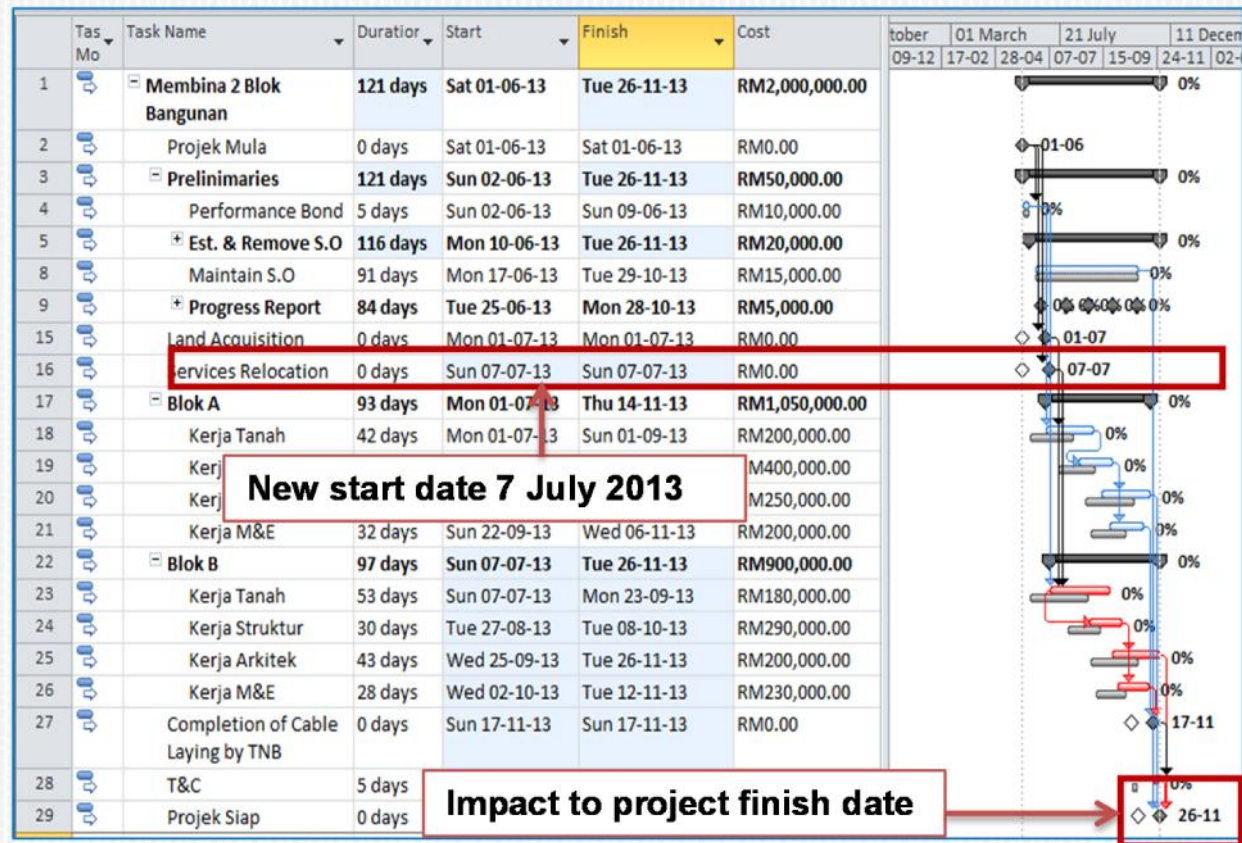 Tas Mo Task Name Duration Start Finish Cost
tober 01 March 21 July 11 Decem
09-12 17-02 28-04 07-07 15-09 24-11 02-
1 Membina 2 Blok Bangunan 121 days Sat 01-06-13 Tue 26-11-13 RM2,000,000.00 0%
2 Projek Mula 0 days Sat 01-06-13 Sat 01-06-13 RM0.00 01-06
3 Prelinimaries 121 days Sun 02-06-13 Tue 26-11-13 RM50,000.00 0%
4 Performance Bond 5 days Sun 02-06-13 Sun 09-06-13 RM10,000.00 0%
5 Est. & Remove S.O 116 days Mon 10-06-13 Tue 26-11-13 RM20,000.00 0%
8 Maintain S.O 91 days Mon 17-06-13 Tue 29-10-13 RM15,000.00 0%
9 Progress Report 84 days Tue 25-06-13 Mon 28-10-13 RM5,000.00 0% 0% 0% 0% 0%
15 Land Acquisition 0 days Mon 01-07-13 Mon 01-07-13 RM0.00 01-07
16 Services Relocation 0 days Sun 07-07-13 Sun 07-07-13 RM0.00 07-07
17 Blok A 93 days Mon 01-07-13 Thu 14-11-13 RM1,050,000.00 0%
18 Kerja Tanah 42 days Mon 01-07-13 Sun 01-09-13 RM200,000.00 0%
19 Kerj M400,000.00 0%
New start date 7 July 2013
20 Kerj M250,000.00 0%
21 Kerja M&E 32 days Sun 22-09-13 Wed 06-11-13 RM200,000.00 0%
22 Blok B 97 days Sun 07-07-13 Tue 26-11-13 RM900,000.00 0%
23 Kerja Tanah 53 days Sun 07-07-13 Mon 23-09-13 RM180,000.00 0%
24 Kerja Struktur 30 days Tue 27-08-13 Tue 08-10-13 RM290,000.00 0%
25 Kerja Arkitek 43 days Wed 25-09-13 Tue 26-11-13 RM200,000.00 0%
26 Kerja M&E 28 days Wed 02-10-13 Tue 12-11-13 RM230,000.00 0%
27 Completion of Cable Laying by TNB 0 days Sun 17-11-13 Sun 17-11-13 RM0.00 17-11
28 T&C 5 days 0%
Impact to project finish date
29 Projek Siap 0 days 26-11